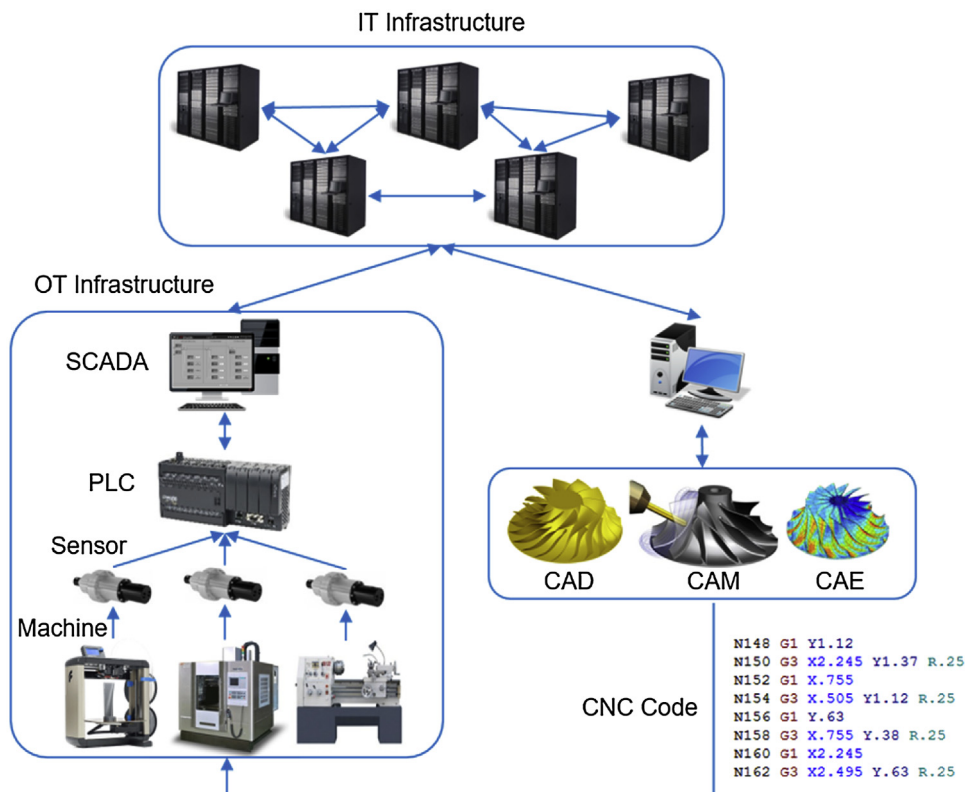 IT Infrastructure
OT Infrastructure
SCADA
PLC
Sensor
Machine
CAD
CAM
CAE
CNC Code
N148 G1 Y1.12
N150 G3 X2.245 Y1.37 R.25
N152 G1 X.755
N154 G3 X.505 Y1.12 R.25
N156 G1 Y.63
N158 G3 X.755 Y.38 R.25
N160 G1 X2.245
N162 G3 X2.495 Y.63 R.25